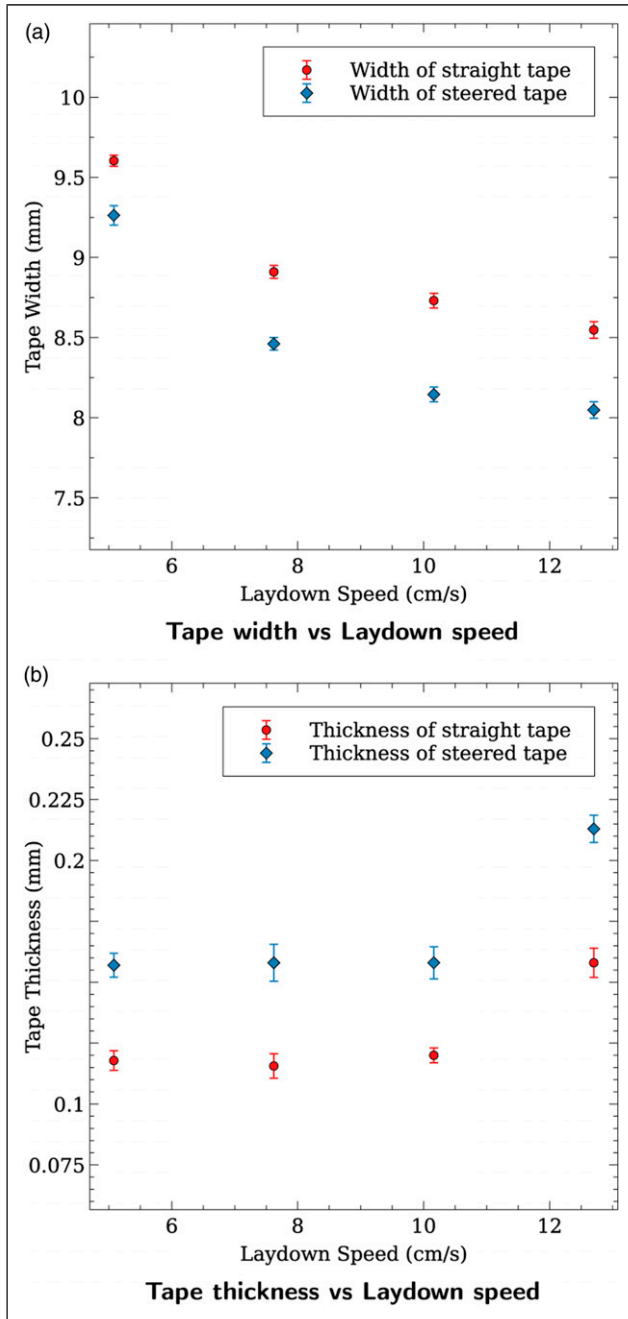 (a)
Width of straight tape
Width of steered tape
10
9.5
9
8.5
8
7.5
Tape Width (mm)
6 8 10 12
Laydown Speed (cm/s)
Tape width vs Laydown speed
(b)
Thickness of straight tape
Thickness of steered tape
0.25
0.225
0.2
0.1
0.075
Tape Thickness (mm)
6 8 10 12
Laydown Speed (cm/s)
Tape thickness vs Laydown speed